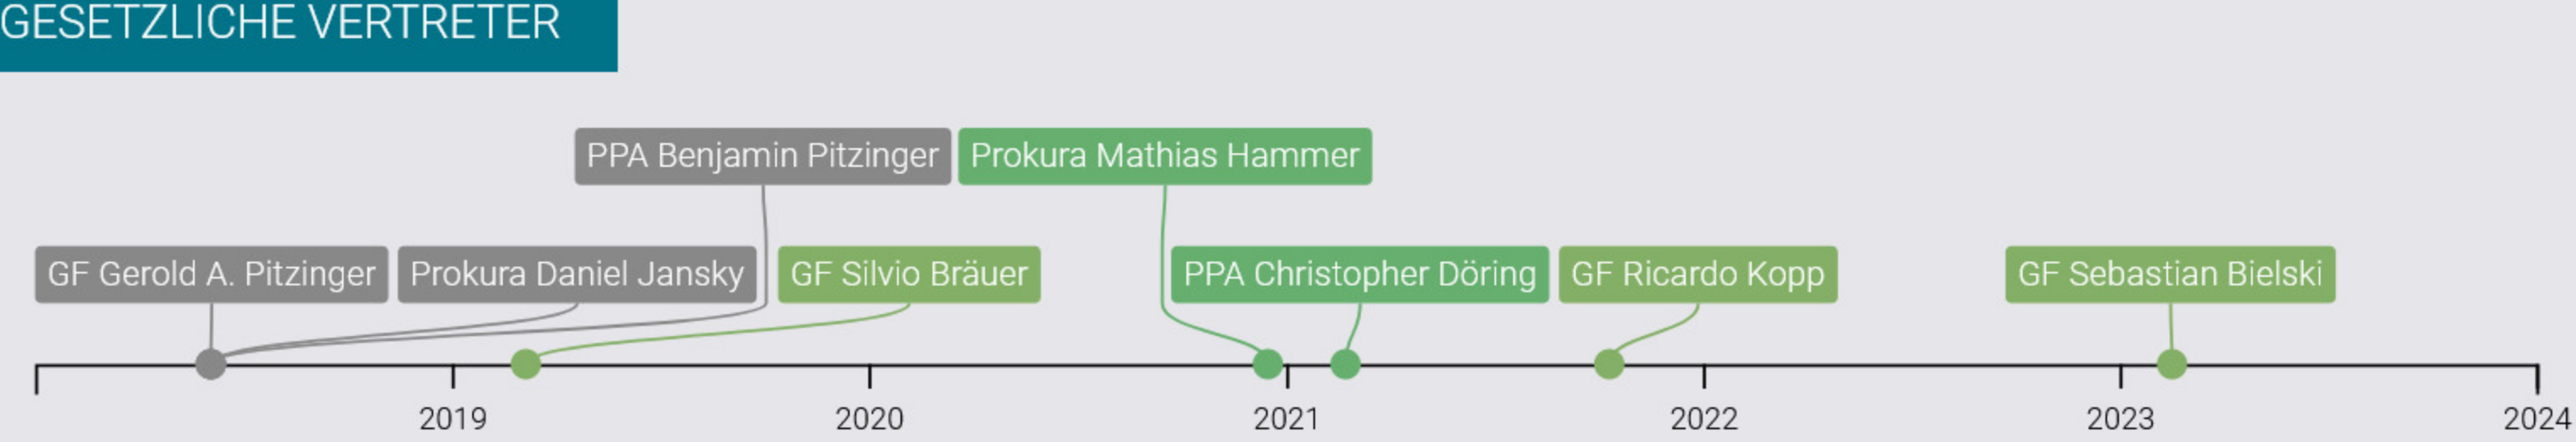 GESETZLICHE VERTRETER
PPA Benjamin Pitzinger
Prokura Mathias Hammer
GF Gerold A. Pitzinger
Prokura Daniel Jansky
GF Silvio Bräuer
PPA Christopher Döring
GF Ricardo Kopp
GF Sebastian Bielski
2019
2020
2021
2022
2023
2024